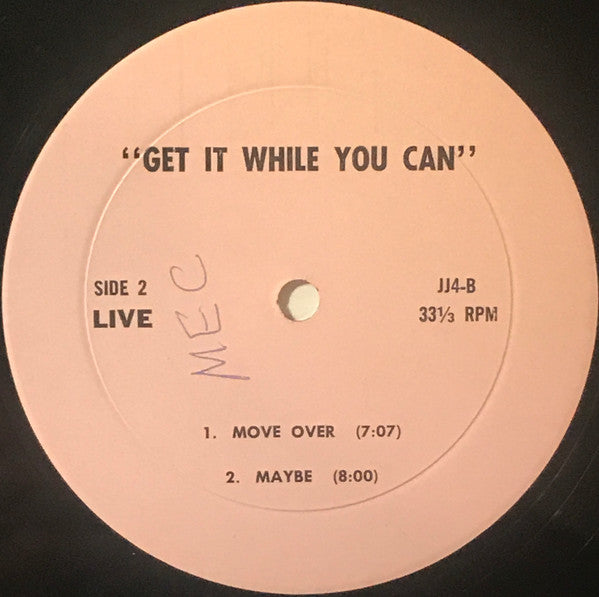 “GET IT WHILE YOU CAN”
SIDE 2
LIVE
MEC
JJ4-B
33⅓ RPM
1. MOVE OVER (7:07)
2. MAYBE (8:00)